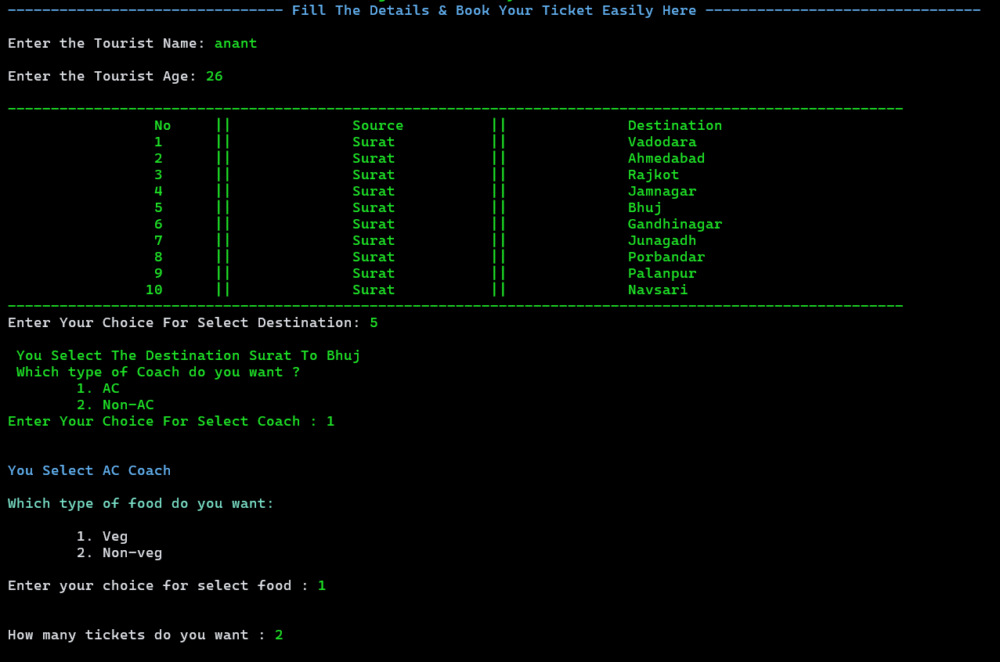 -------------------------------- Fill The Details & Book Your Ticket Easily Here --------------------------------
Enter the Tourist Name: anant
Enter the Tourist Age: 26
--------------------------------------------------------------------------------------------------------
No || Source || Destination
1 || Surat || Vadodara
2 || Surat || Ahmedabad
3 || Surat || Rajkot
4 || Surat || Jamnagar
5 || Surat || Bhuj
6 || Surat || Gandhinagar
7 || Surat || Junagadh
8 || Surat || Porbandar
9 || Surat || Palanpur
10 || Surat || Navsari
--------------------------------------------------------------------------------------------------------
Enter Your Choice For Select Destination: 5
You Select The Destination Surat To Bhuj
Which type of Coach do you want ?
1. AC
2. Non-AC
Enter Your Choice For Select Coach : 1
You Select AC Coach
Which type of food do you want:
1. Veg
2. Non-veg
Enter your choice for select food : 1
How many tickets do you want : 2